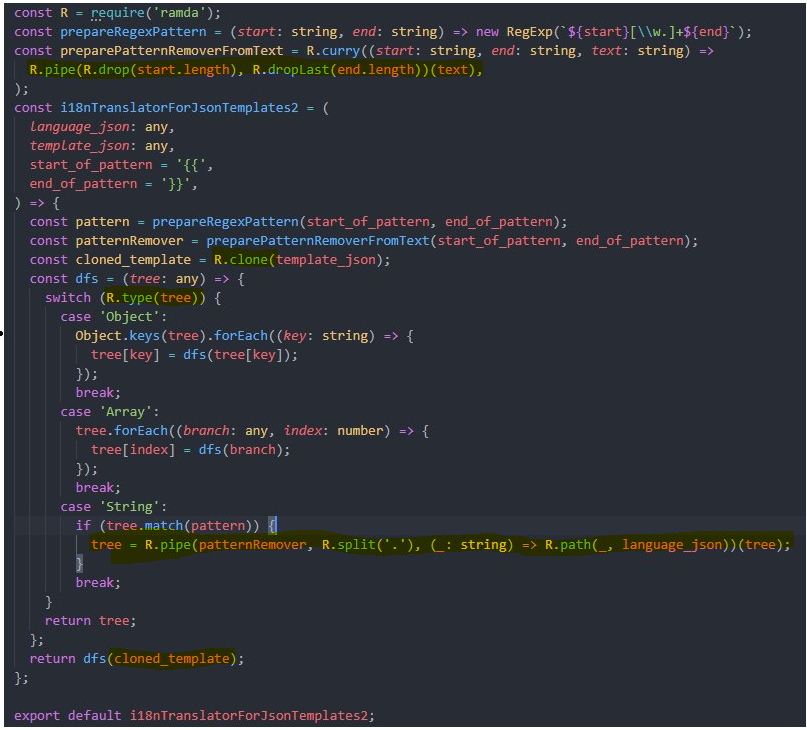 const R = require('ramda');
const prepareRegexPattern = (start: string, end: string) => new RegExp(`${start}[\\w.]+${end}`);
const preparePatternRemoverFromText = R.curry((start: string, end: string, text: string) =>
  R.pipe(R.drop(start.length), R.dropLast(end.length))(text),
);
const i18nTranslatorForJsonTemplates2 = (
  language_json: any,
  template_json: any,
  start_of_pattern = '{{',
  end_of_pattern = '}}',
) => {
  const pattern = prepareRegexPattern(start_of_pattern, end_of_pattern);
  const patternRemover = preparePatternRemoverFromText(start_of_pattern, end_of_pattern);
  const cloned_template = R.clone(template_json);
  const dfs = (tree: any) => {
    switch (R.type(tree)) {
      case 'Object':
        Object.keys(tree).forEach((key: string) => {
          tree[key] = dfs(tree[key]);
        });
        break;
      case 'Array':
        tree.forEach((branch: any, index: number) => {
          tree[index] = dfs(branch);
        });
        break;
      case 'String':
        if (tree.match(pattern)) {
          tree = R.pipe(patternRemover, R.split('.'), (_: string) => R.path(_, language_json))(tree);
        }
        break;
    }
    return tree;
  };
  return dfs(cloned_template);
};
export default i18nTranslatorForJsonTemplates2;